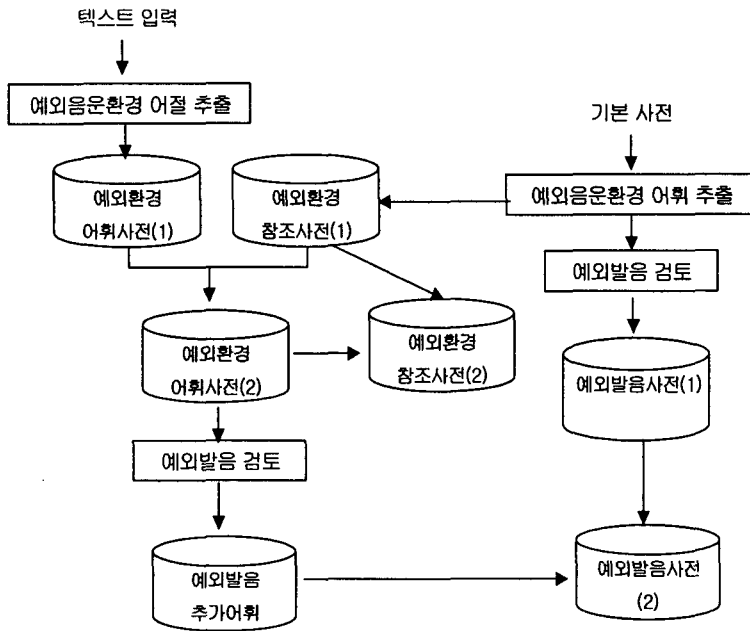 텍스트 입력
예외음운환경 어절 추출
기본 사전
예외환경
어휘사전(1)
예외환경
참조사전(1)
예외음운환경 어휘 추출
예외발음 검토
예외환경
어휘사전(2)
예외환경
참조사전(2)
예외발음사전(1)
예외발음 검토
예외발음
추가어휘
예외발음사전
(2)